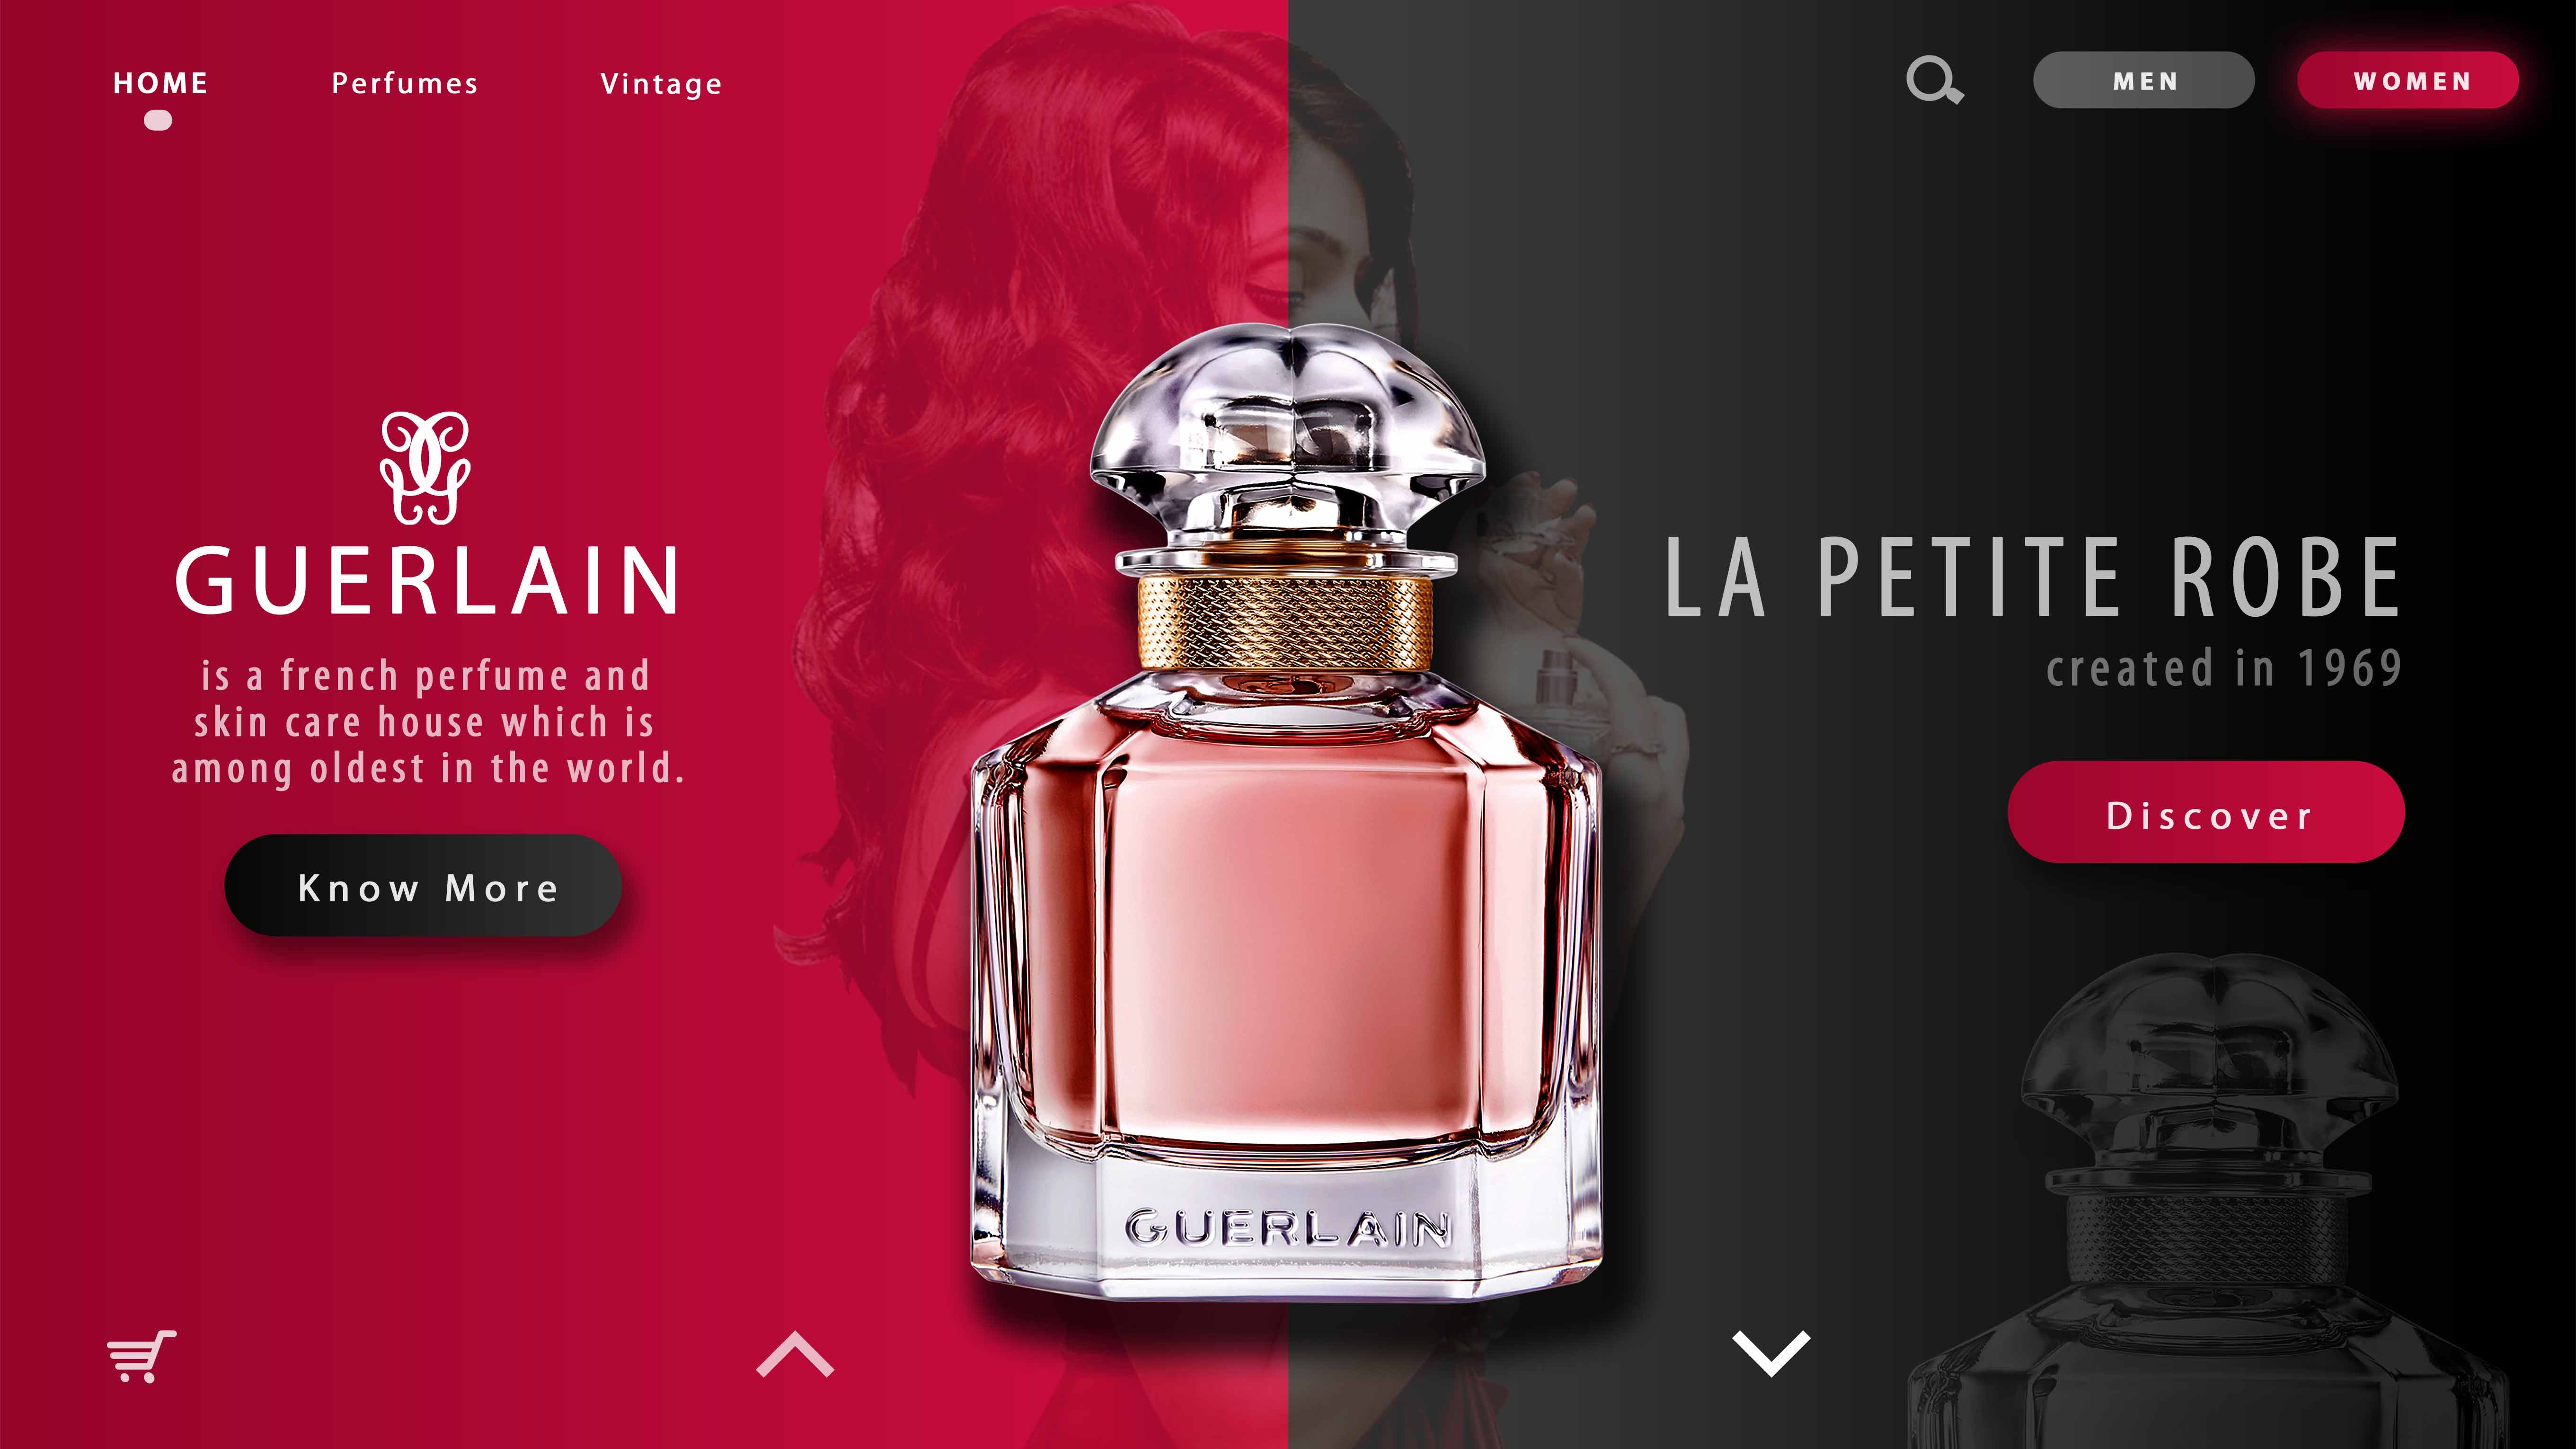 HOME
Perfumes
Vintage
MEN
WOMEN
GUERLAIN
is a french perfume and
skin care house which is
among oldest in the world.
Know More
LA PETITE ROBE
created in 1969
Discover
GUERLAIN